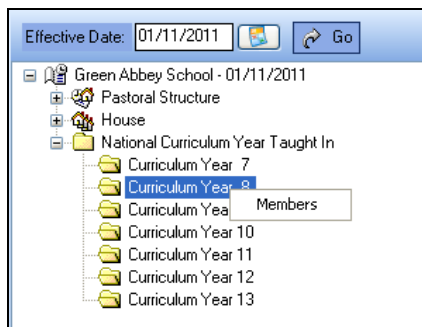 Effective Date: 01/11/2011 Go
Green Abbey School - 01/11/2011
Pastoral Structure
House
National Curriculum Year Taught In
Curriculum Year 7
Curriculum Year 8
Members
Curriculum Yea
Curriculum Year 10
Curriculum Year 11
Curriculum Year 12
Curriculum Year 13